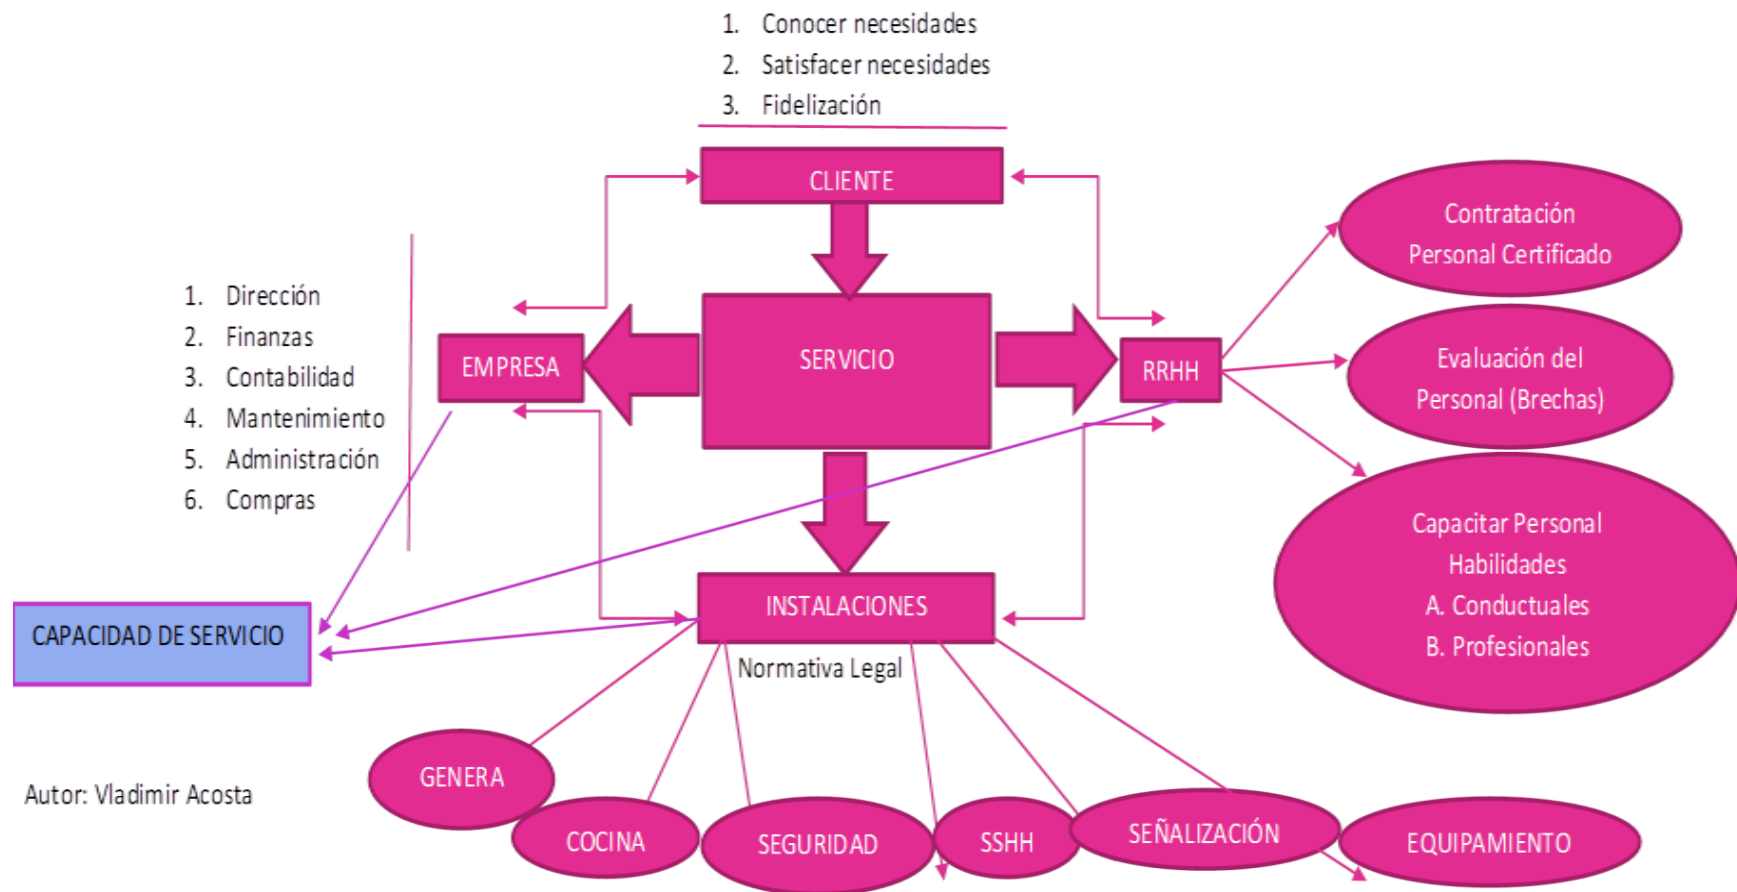 1. Conocer necesidades
2. Satisfacer necesidades
3. Fidelización
CLIENTE
Contratación
Personal Certificado
1. Dirección
2. Finanzas
3. Contabilidad
4. Mantenimiento
5. Administración
6. Compras
EMPRESA
SERVICIO
RRHH
Evaluación del
Personal (Brechas)
Capacitar Personal
Habilidades
A. Conductuales
B. Profesionales
INSTALACIONES
Normativa Legal
CAPACIDAD DE SERVICIO
Autor: Vladimir Acosta
GENERA
COCINA
SEGURIDAD
SSHH
SEÑALIZACIÓN
EQUIPAMIENTO